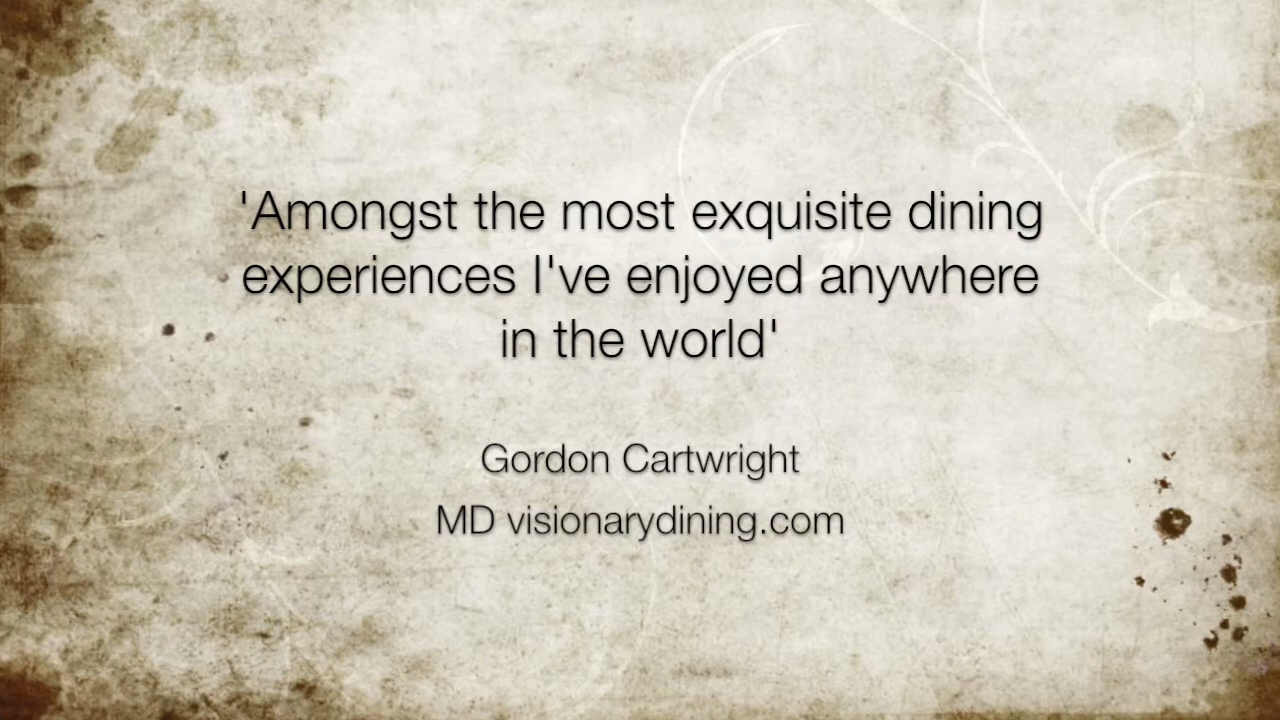 'Amongst the most exquisite dining
experiences I've enjoyed anywhere
in the world'
Gordon Cartwright
MD visionarydining.com